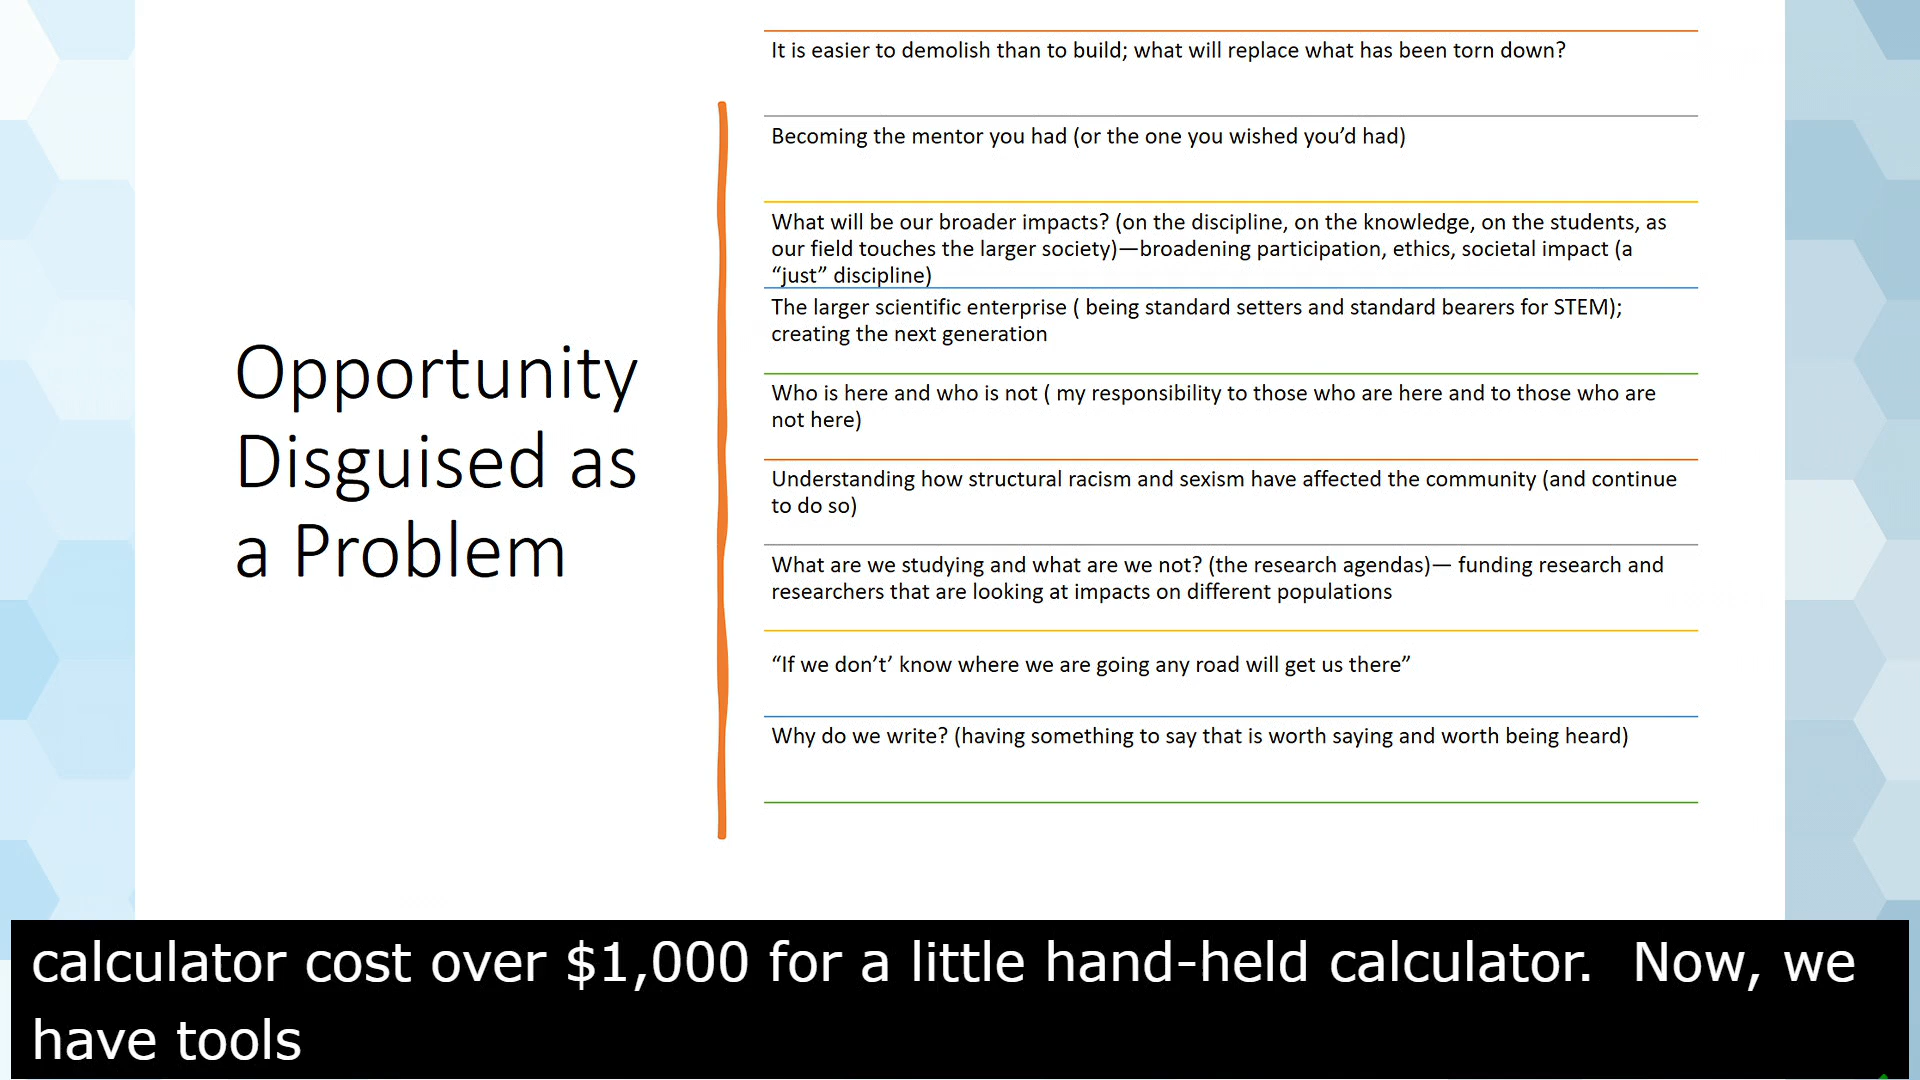 Opportunity
Disguised as
a Problem
It is easier to demolish than to build; what will replace what has been torn down?
Becoming the mentor you had (or the one you wished you’d had)
What will be our broader impacts? (on the discipline, on the knowledge, on the students, as
our field touches the larger society)—broadening participation, ethics, societal impact (a
“just” discipline)
The larger scientific enterprise ( being standard setters and standard bearers for STEM);
creating the next generation
Who is here and who is not ( my responsibility to those who are here and to those who are
not here)
Understanding how structural racism and sexism have affected the community (and continue
to do so)
What are we studying and what are we not? (the research agendas)— funding research and
researchers that are looking at impacts on different populations
“If we don’t’ know where we are going any road will get us there”
Why do we write? (having something to say that is worth saying and worth being heard)
calculator cost over $1,000 for a little hand-held calculator.  Now, we
have tools